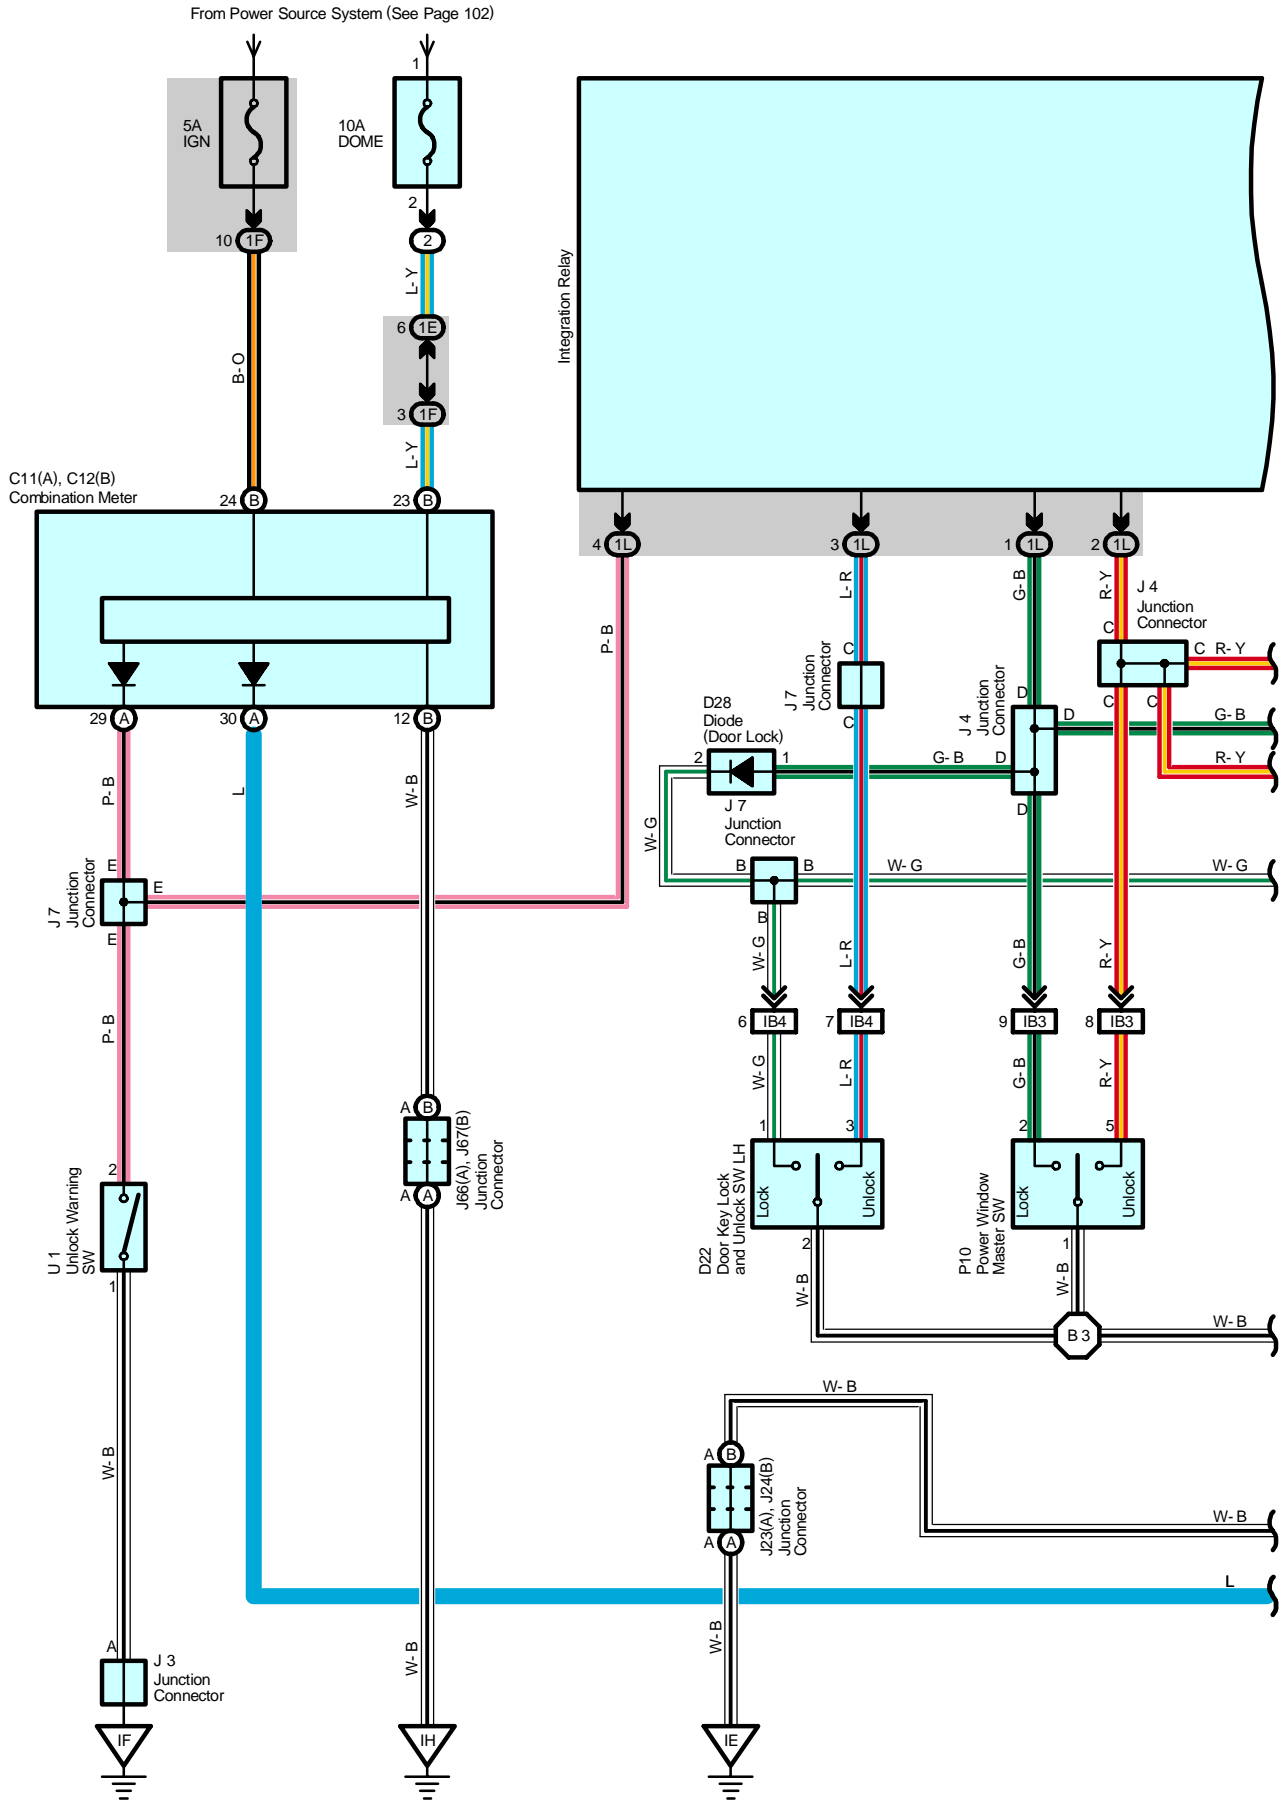 From Power Source System (See Page 102)
1
5A
IGN
10A
DOME
2
10 1F
2
L- Y
6 1E
3 1F
B- O
L- Y
Integration Relay
C11(A), C12(B)
Combination Meter
24 B
23 B
4 1L
3 1L
1 1L
2 1L
P- B
L- R
G- B
R- Y
J 4
Junction
Connector
C
C R- Y
C
C
C
J 7
Junction
Connector
C
J 4
Junction
Connector
D
D
G- B
R- Y
D28
Diode
(Door Lock)
2
1
G- B
D
D
29 A
30 A
12 B
P- B
L
W- B
J 7
Junction
Connector
W- G
B
B
W- G
W- G
B
J 7
Junction
Connector
E
E
E
W- G
L- R
G- B
R- Y
6 IB4
7 IB4
9 IB3
8 IB3
P- B
W- G
L- R
G- B
R- Y
A B
J66(A), J67(B)
Junction
Connector
A A
1
3
2
5
Lock
Unlock
Lock
Unlock
D22
Door Key Lock
and Unlock SW LH
P10
Power Window
Master SW
2
U 1
Unlock Warning
SW
1
2
1
W- B
W- B
B 3
W- B
W- B
A B
J23(A), J24(B)
Junction
Connector
A A
W- B
W- B
L
W- B
W- B
A
J 3
Junction
Connector
IF
IH
IE